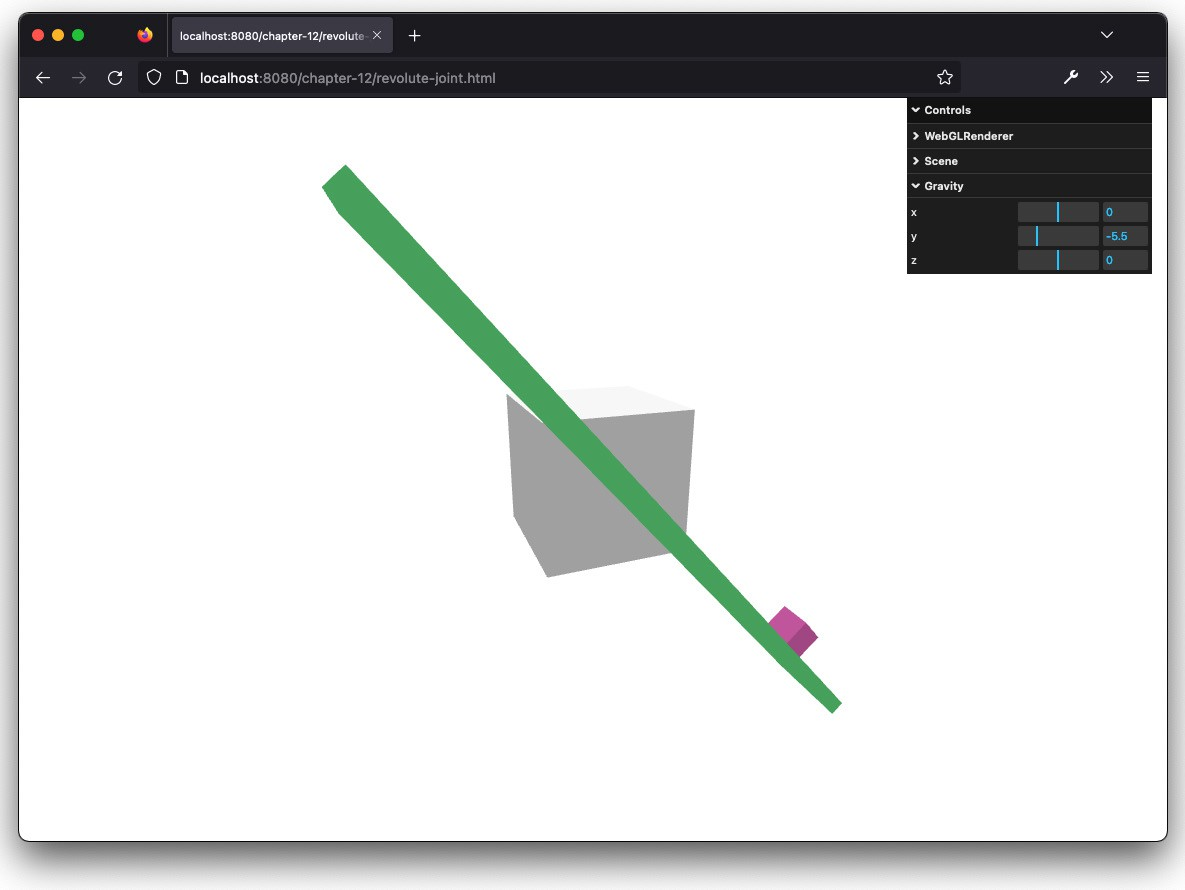 localhost:8080/chapter-12/revolute-
localhost:8080/chapter-12/revolute-joint.html
Controls
WebGLRenderer
Scene
Gravity
x 0
y -5.5
z 0